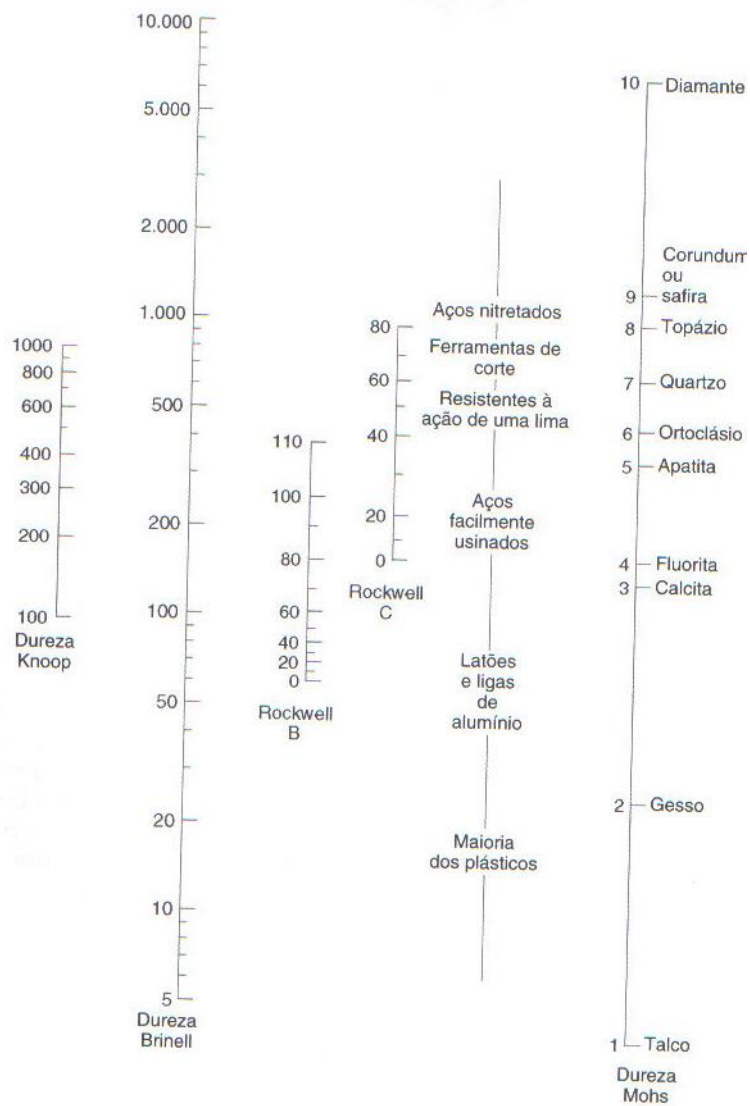 1000
800
600
400
300
200
100
Dureza
Knoop
10.000
5.000
2.000
1.000
500
200
100
50
20
10
5
Dureza
Brinell
110
100
80
60
40
20
0
Rockwell
B
80
60
40
20
0
Rockwell
C
Aços nitretados
Ferramentas de
corte
Resistentes à
ação de uma lima
Aços
facilmente
usinados
Latões
e ligas
de
alumínio
Maioria
dos plásticos
10 Diamante
Corundum
ou
9 safira
8 Topázio
7 Quartzo
6 Ortoclásio
5 Apatita
4 Fluorita
3 Calcita
2 Gesso
1 Talco
Dureza
Mohs